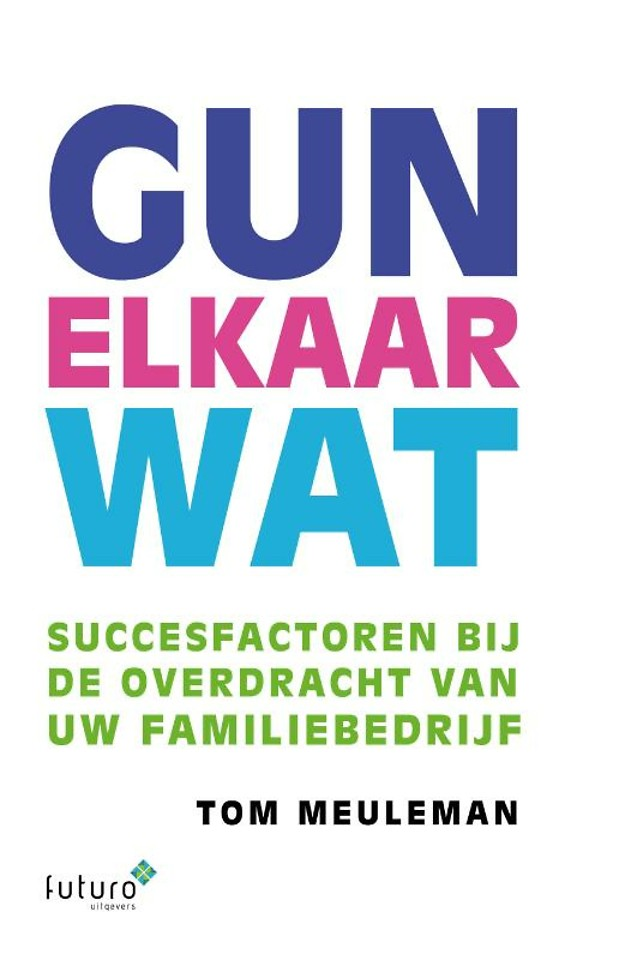 GUN
ELKAAR
WAT
SUCCESFACTOREN BIJ
DE OVERDRACHT VAN
UW FAMILIEBEDRIJF
TOM MEULEMAN
futuro
uitgevers